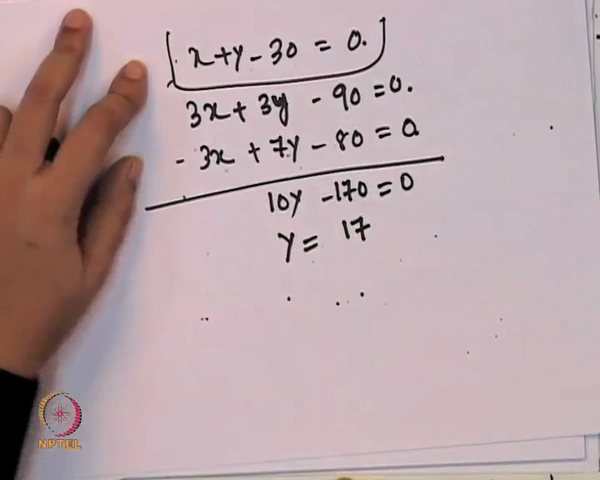 x+y-30 = 0.
3x+3y - 90=0.
- 3x + 7y - 80 = 0
10y -170=0
y = 17
NPTEL